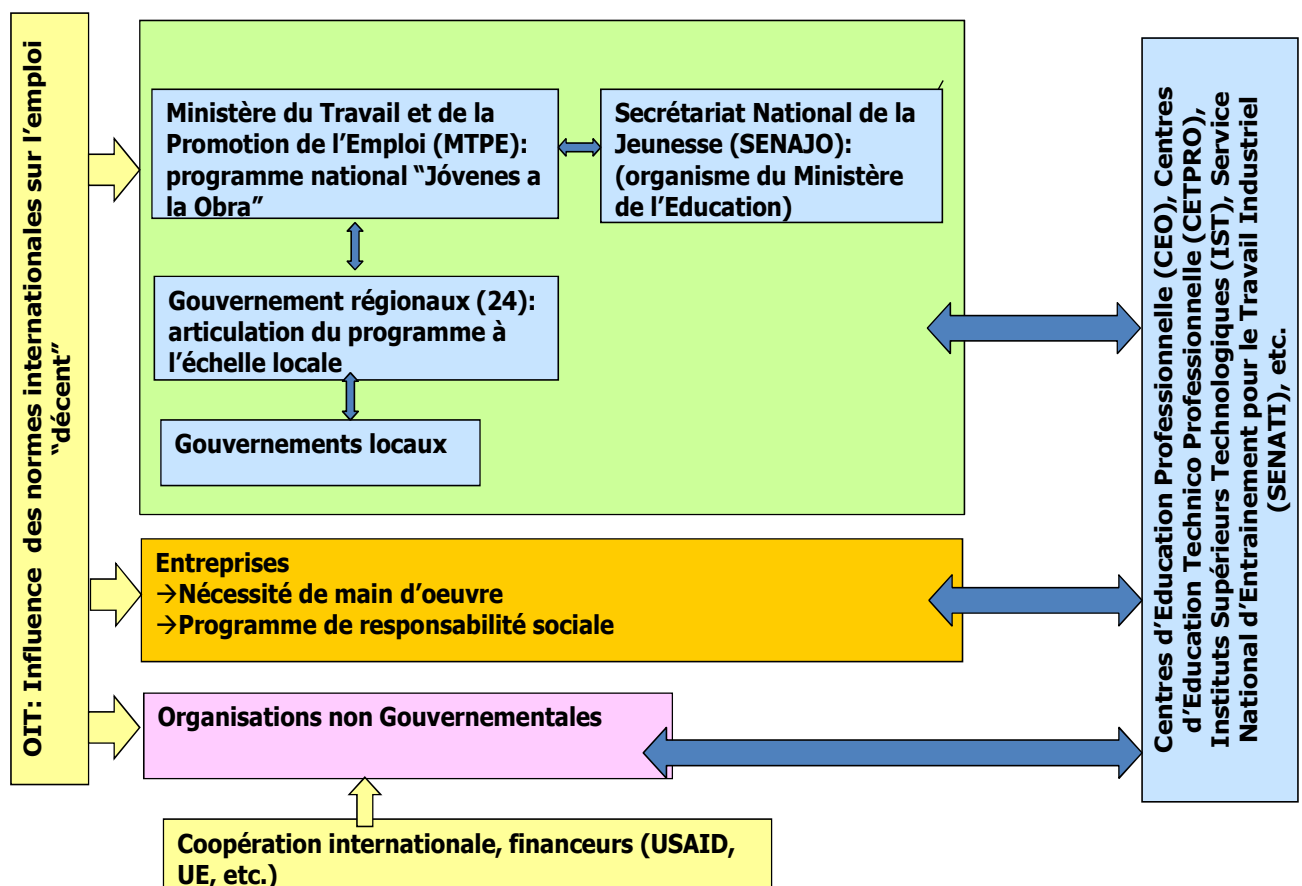 OIT: Influence des normes internationales sur l’emploi
“décent”
Ministère du Travail et de la
Promotion de l’Emploi (MTPE):
programme national “Jóvenes a
la Obra”
Secrétariat National de la
Jeunesse (SENAJO):
(organisme du Ministère
de l’Education)
Gouvernement régionaux (24):
articulation du programme à
l’échelle locale
Gouvernements locaux
Entreprises
→Nécessité de main d’oeuvre
→Programme de responsabilité sociale
Organisations non Gouvernementales
Coopération internationale, financeurs (USAID,
UE, etc.)
Centres d’Education Professionnelle (CEO), Centres
d’Education Technico Professionnelle (CETPRO),
Instituts Supérieurs Technologiques (IST), Service
National d’Entrainement pour le Travail Industriel
(SENATI), etc.